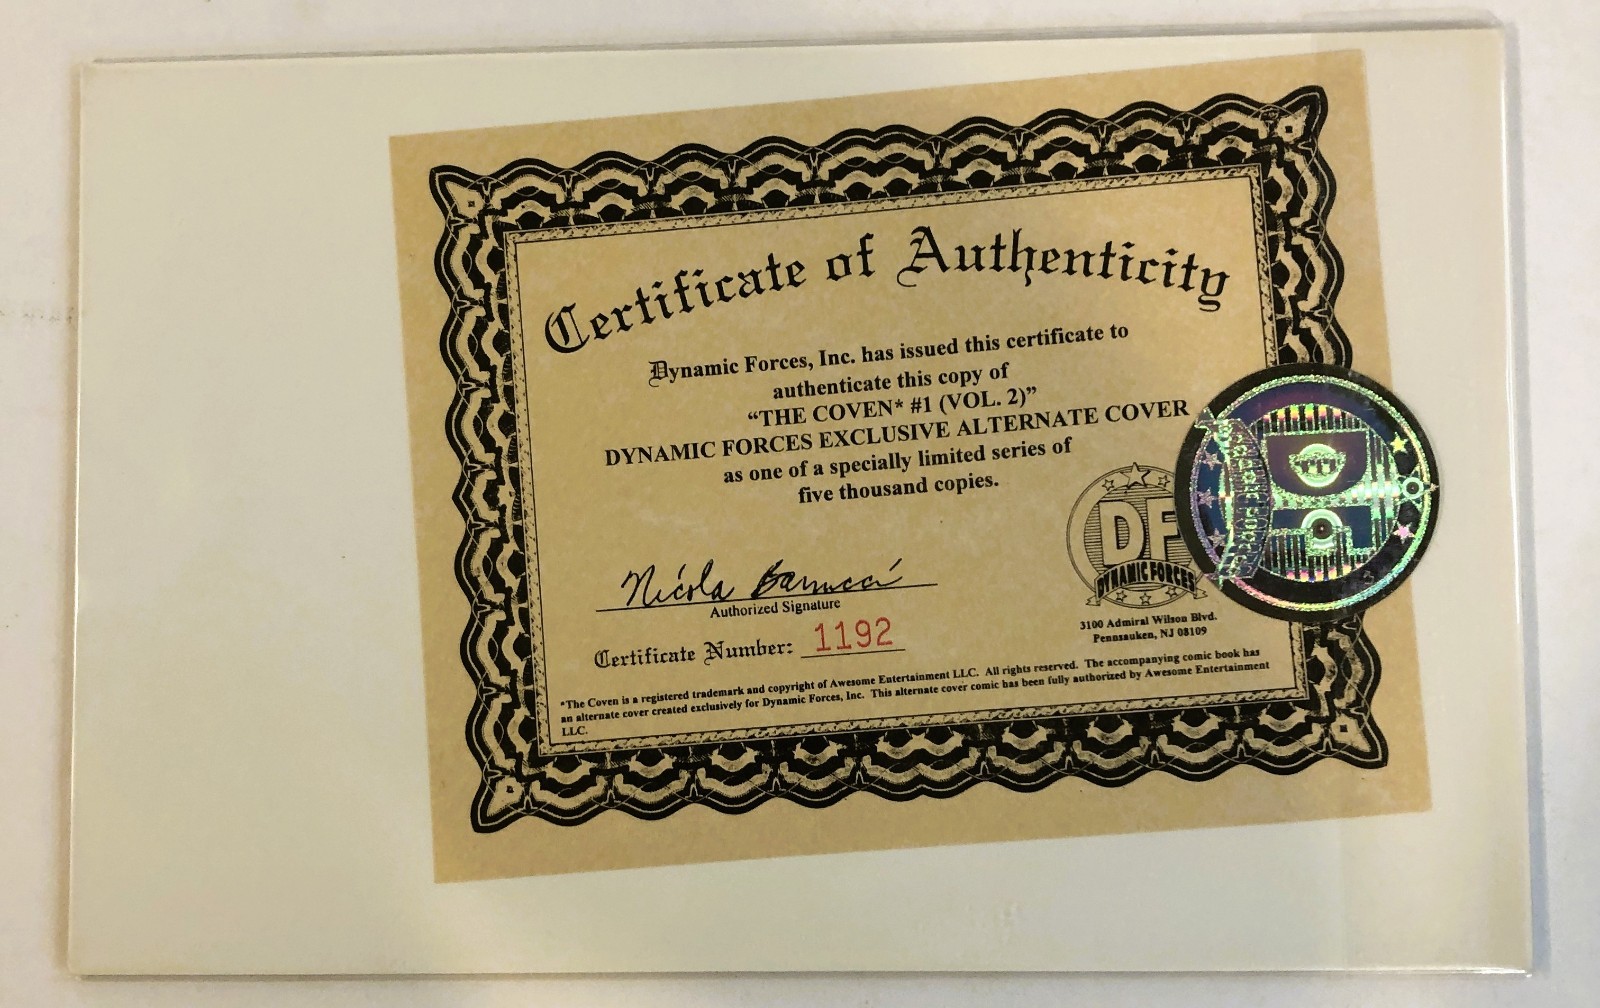 Certificate of Authenticity
Dynamic Forces, Inc. has issued this certificate to
authenticate this copy of
“THE COVEN* #1 (VOL. 2)”
DYNAMIC FORCES EXCLUSIVE ALTERNATE COVER
as one of a specially limited series of
five thousand copies.
DF
DYNAMIC FORCES
Nicola Barrucci
Authorized Signature
3100 Admiral Wilson Blvd.
Pennsauken, NJ 08109
Certificate Number: 1192
*The Coven is a registered trademark and copyright of Awesome Entertainment LLC. All rights reserved. The accompanying comic book has
an alternate cover created exclusively for Dynamic Forces, Inc. This alternate cover comic has been fully authorized by Awesome Entertainment
LLC.